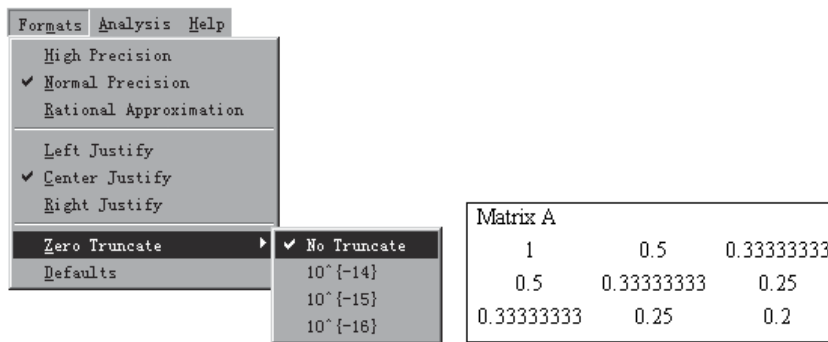 Formats Analysis Help
High Precision
Normal Precision
Rational Approximation
Left Justify
Center Justify
Right Justify
Zero Truncate
Defaults
No Truncate
10^{-14}
10^{-15}
10^{-16}
Matrix A
1 0.5 0.33333333
0.5 0.33333333 0.25
0.33333333 0.25 0.2